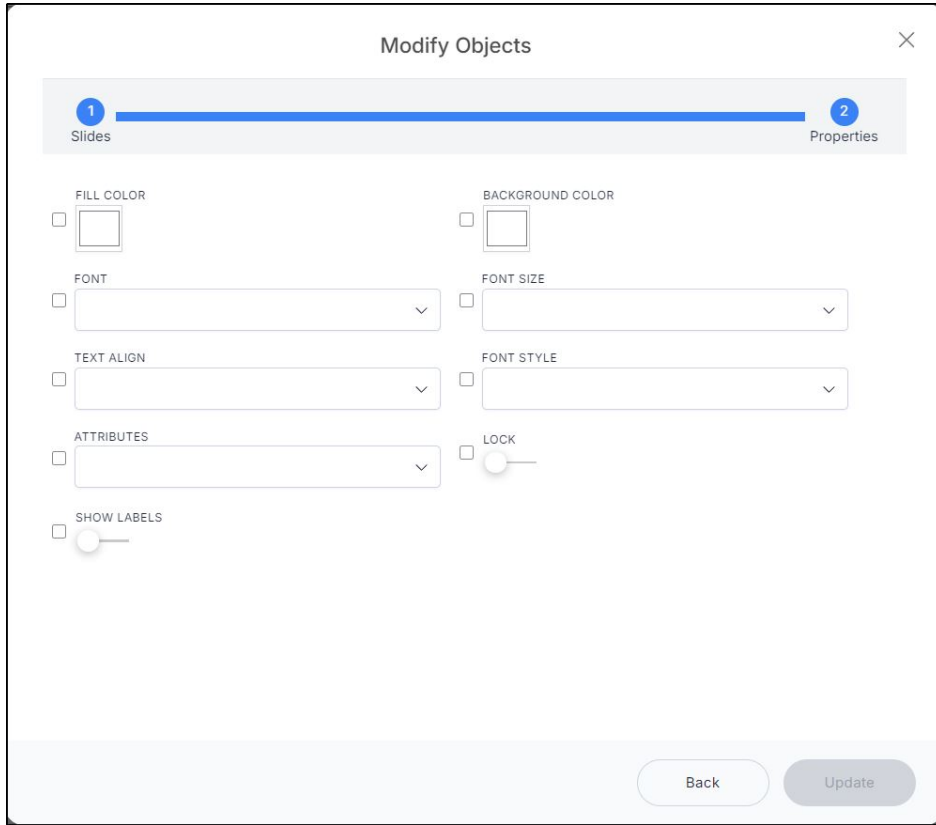 Modify Objects
1
2
Slides
Properties
FILL COLOR
BACKGROUND COLOR
FONT
FONT SIZE
TEXT ALIGN
FONT STYLE
ATTRIBUTES
LOCK
SHOW LABELS
Back
Update